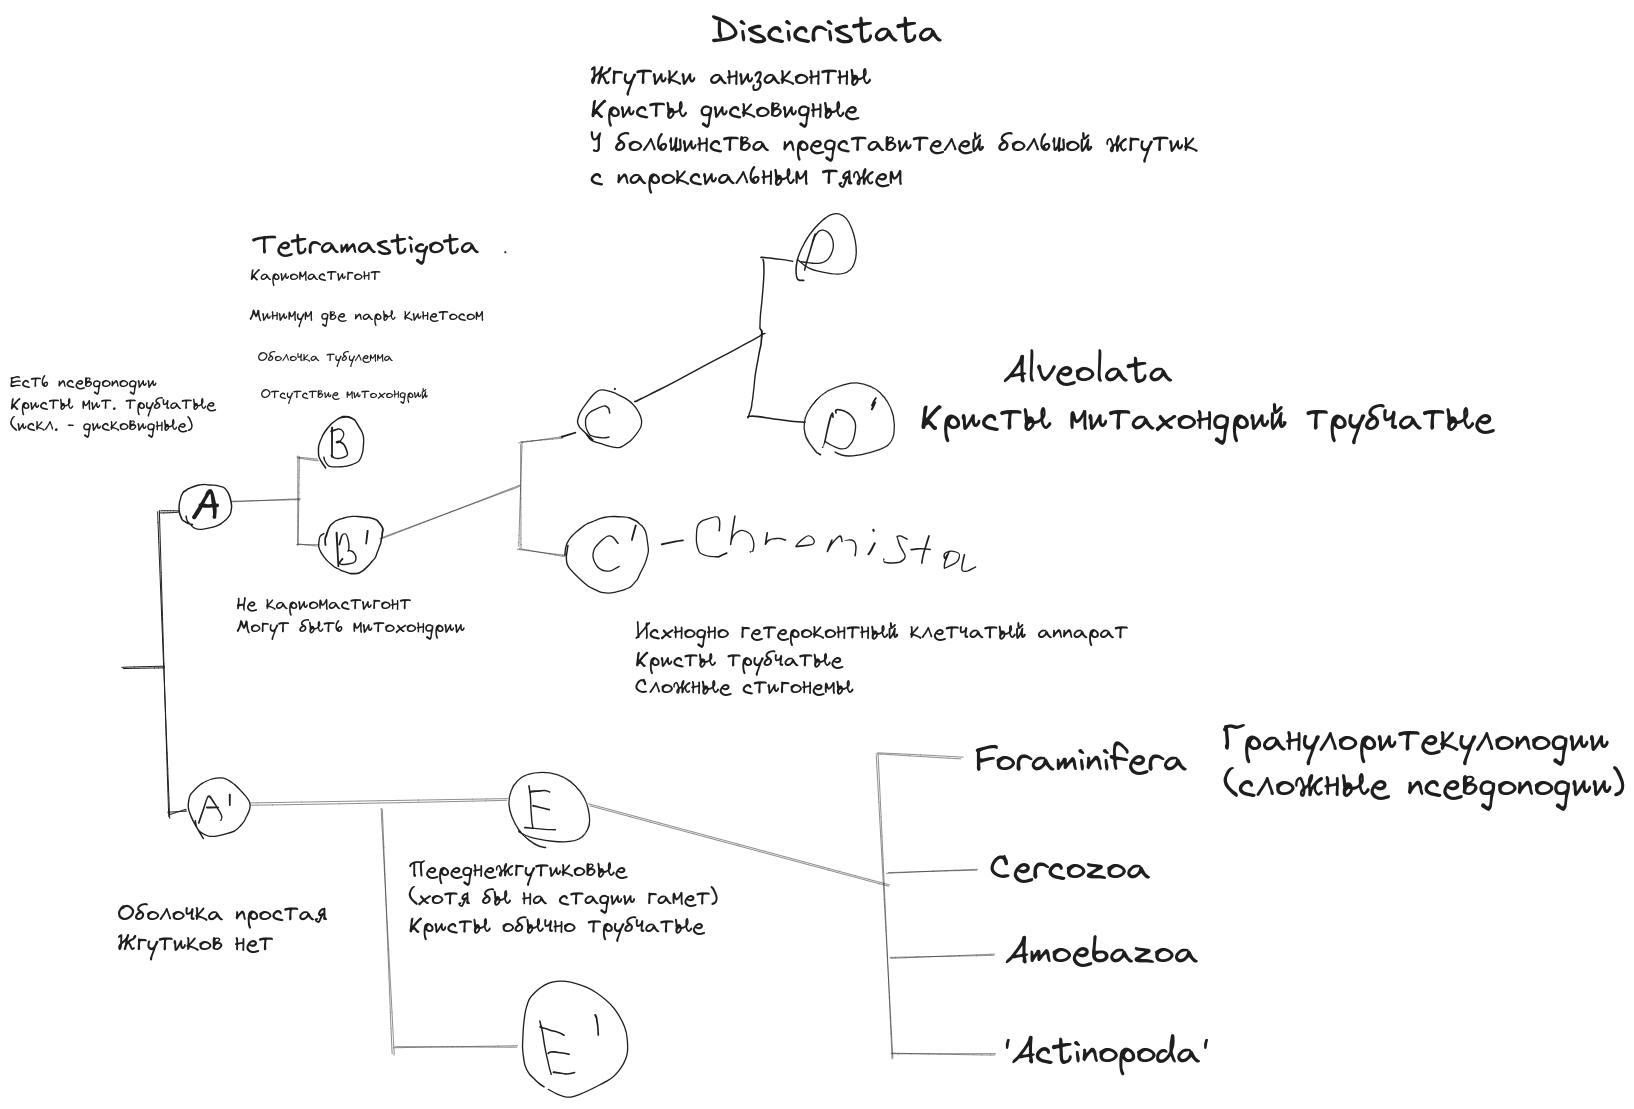 Discicristata
Жгутики анизаконтны
Кристы дисковидные
У большинства представителей большой жгутик
с пароксиальным тяжем
D
Tetramastigota
Кариомастигонт
Минимум две пары кинетосом
Оболочка тубулемма
Отсутствие митохондрий
Есть псевдоподии
Кристы мит. трубчатые
(искл. - дисковидные)
B
A
B'
Не кариомастигонт
Могут быть митохондрии
C
D'
Alveolata
Кристы митахондрий трубчатые
C' - Chromista
Исхнодно гетероконтный клетчатый аппарат
Кристы трубчатые
Сложные стигонемы
A'
Оболочка простая
Жгутиков нет
E
Переднежгутиковые
(хотя бы на стадии гамет)
Кристы обычно трубчатые
E'
Foraminifera
Гранулоритекулоподии
(сложные псевдоподии)
Cercozoa
Amoebazoa
'Actinopoda'